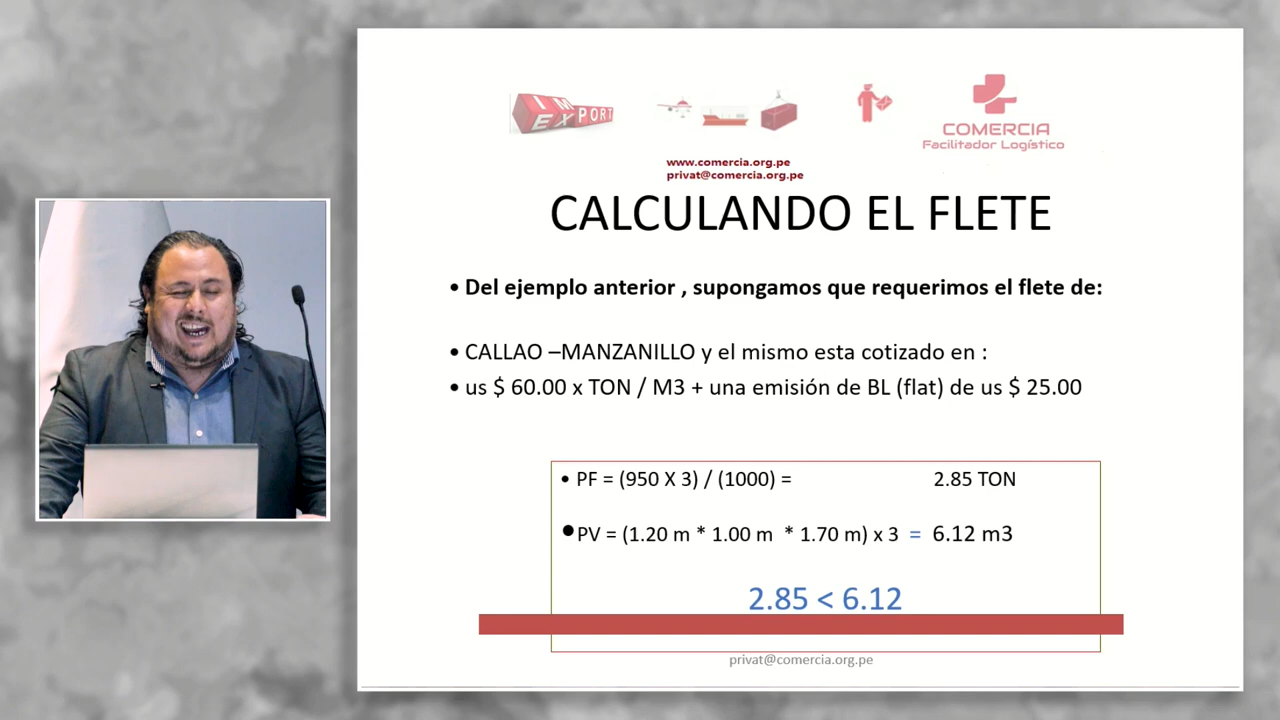 IM
EXPORT
COMERCIA
Facilitador Logístico
www.comercia.org.pe
privat@comercia.org.pe
CALCULANDO EL FLETE
• Del ejemplo anterior , supongamos que requerimos el flete de:
• CALLAO –MANZANILLO y el mismo esta cotizado en :
• us $ 60.00 x TON / M3 + una emisión de BL (flat) de us $ 25.00
• PF = (950 X 3) / (1000) = 2.85 TON
• PV = (1.20 m * 1.00 m * 1.70 m) x 3 = 6.12 m3
2.85 < 6.12
privat@comercia.org.pe